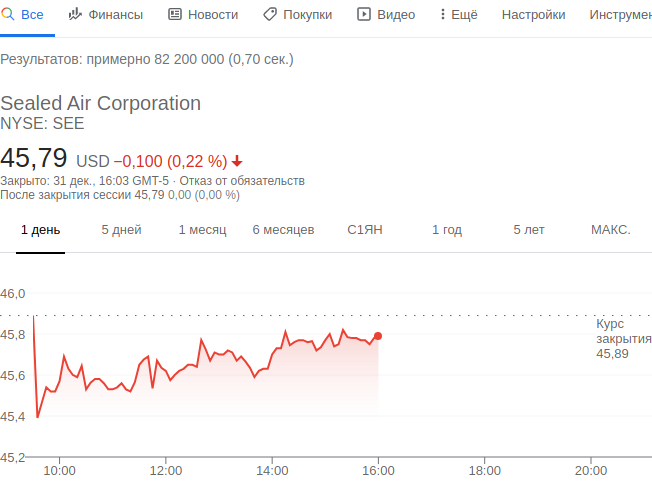 Все Финансы Новости Покупки Видео Ещё Настройки
Результатов: примерно 82 200 000 (0,70 сек.)
Sealed Air Corporation
NYSE: SEE
45,79 USD −0,100 (0,22 %)
Закрыто: 31 дек., 16:03 GMT-5 · Отказ от обязательств
После закрытия сессии 45,79 0,00 (0,00 %)
1 день 5 дней 1 месяц 6 месяцев С1ЯН 1 год 5 лет МАКС.
46,0
Курс
закрытия
45,89
45,8
45,6
45,4
45,2
10:00 12:00 14:00 16:00 18:00 20:00